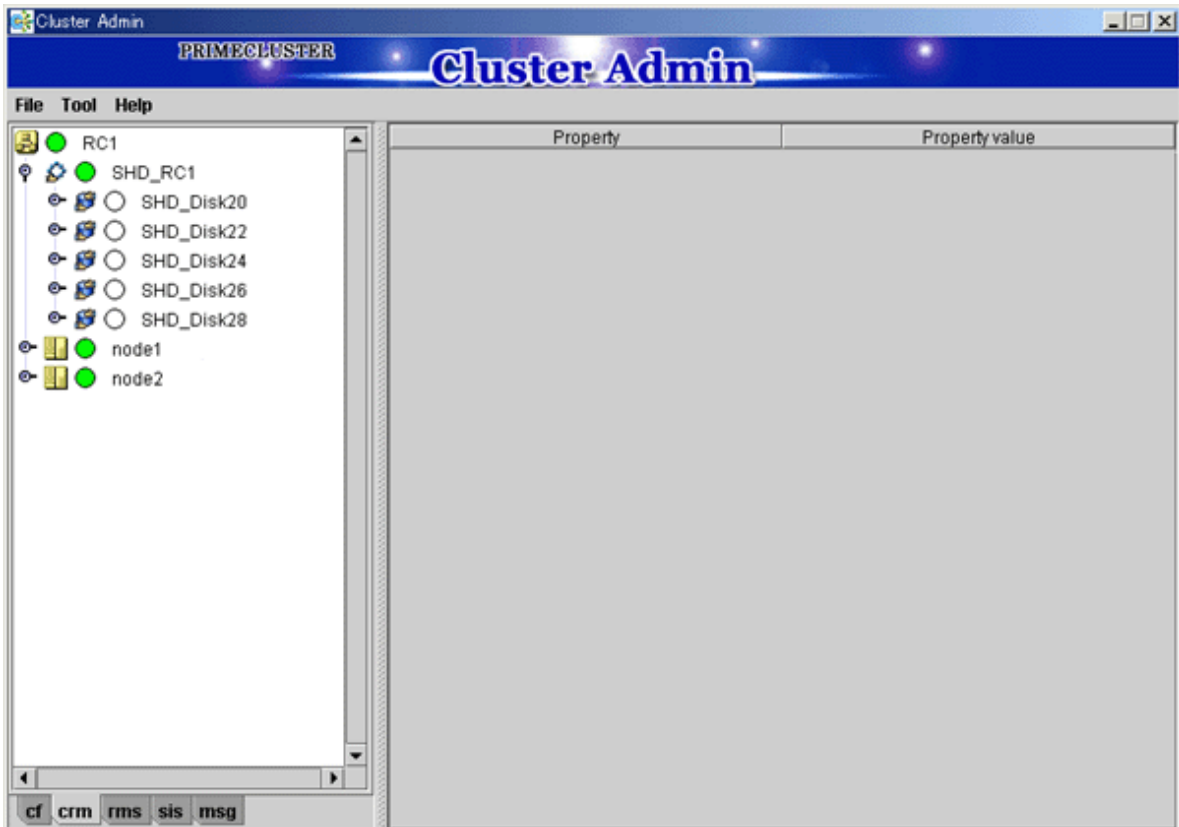 Cluster Admin
PRIMECLUSTER
Cluster Admin
File Tool Help
RC1
SHD_RC1
SHD_Disk20
SHD_Disk22
SHD_Disk24
SHD_Disk26
SHD_Disk28
node1
node2
Property Property value
cf crm rms sis msg